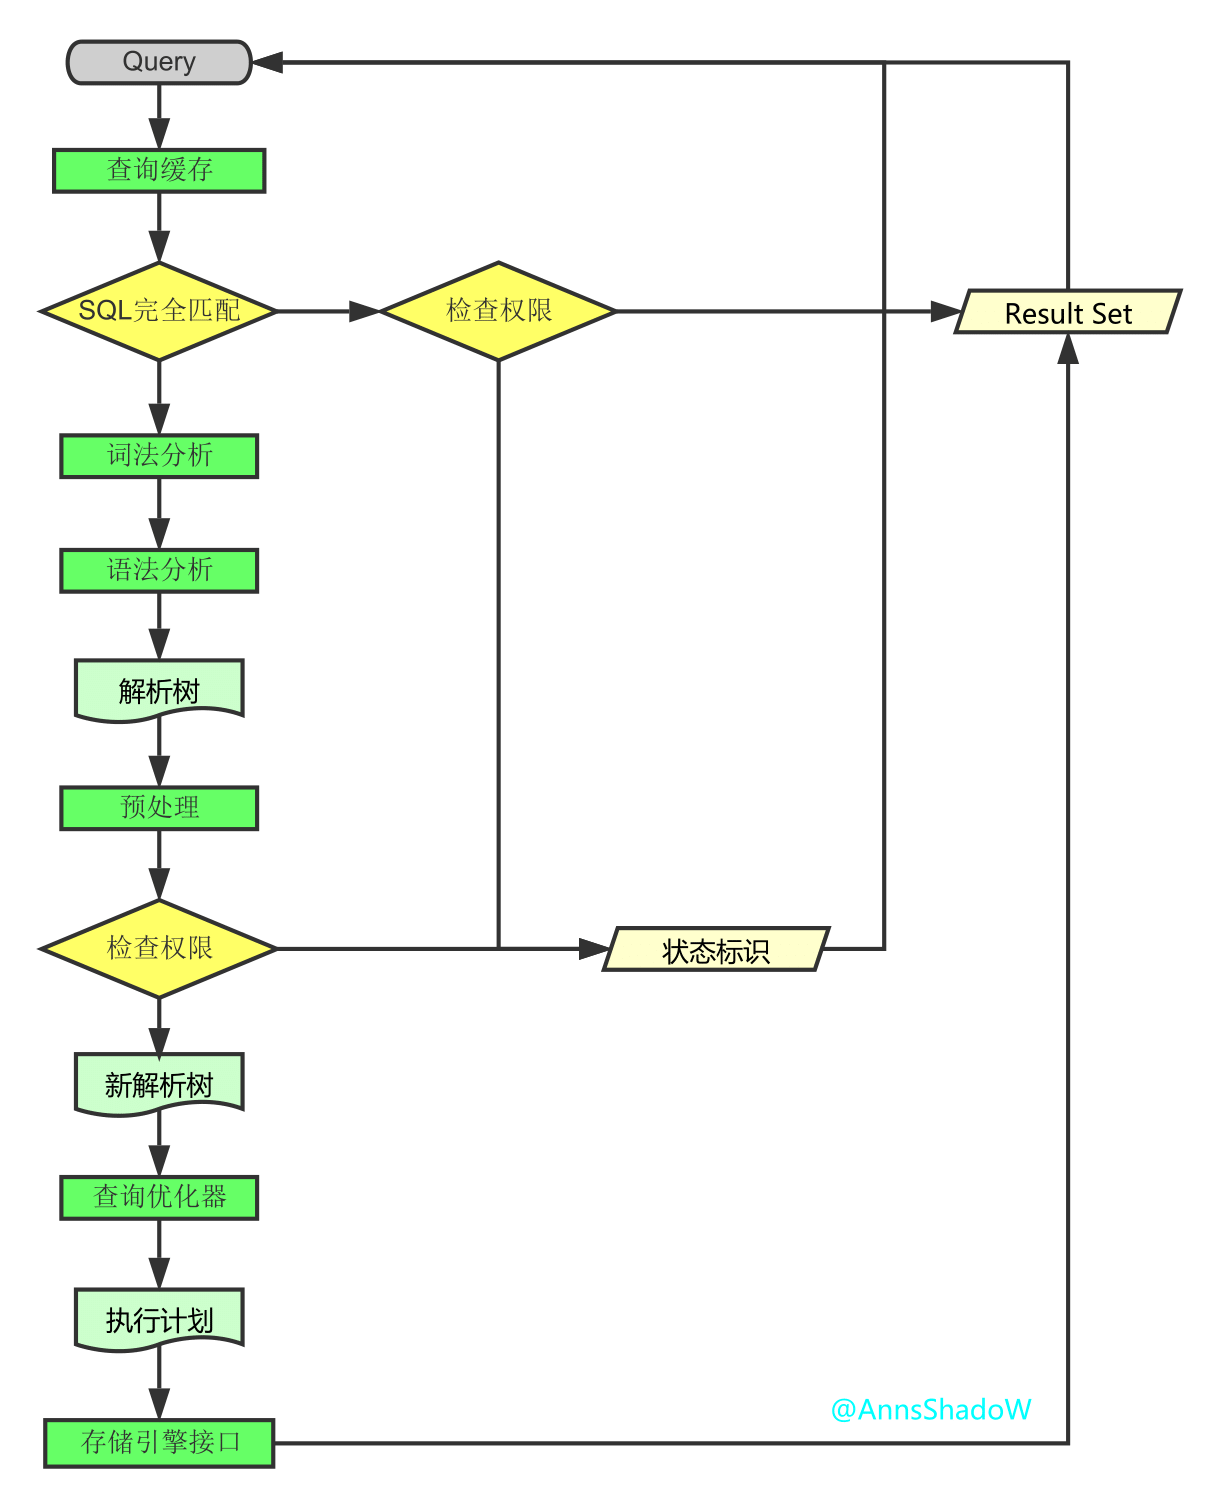 Query
查询缓存
SQL完全匹配
检查权限
Result Set
词法分析
语法分析
解析树
预处理
检查权限
状态标识
新解析树
查询优化器
执行计划
@AnnsShadoW
存储引擎接口